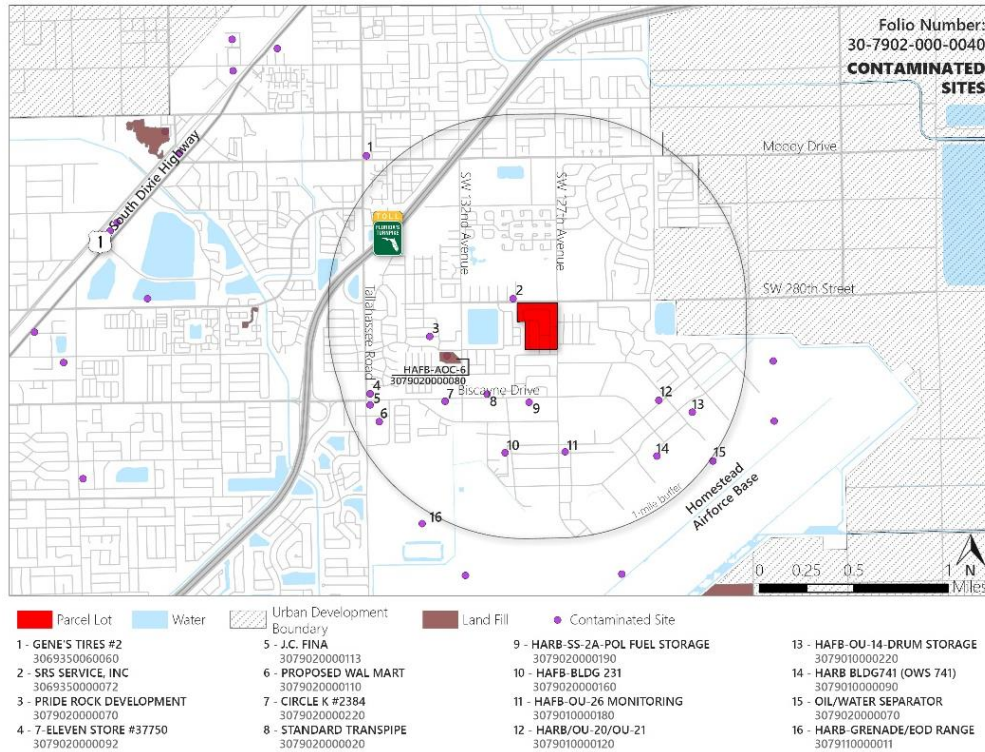 Folio Number:
30-7902-000-0040
CONTAMINATED
SITES
Moody Drive
South Dixie Highway
1
1
TOLL
FLORIDA'S
TURNPIKE
SW 132nd Avenue
SW 127th Avenue
2
SW 280th Street
Tallahassee Road
3
HAFB-AOC-6
3079020000080
4
5
6
7
Biscayne Drive
8
9
12
13
10
11
14
15
Homestead
Airforce Base
1-mile buffer
16
N
0 0.25 0.5 1
Miles
Parcel Lot
Water
Urban Development
Boundary
Land Fill
Contaminated Site
1 - GENE'S TIRES #2
3069350060060
2 - SRS SERVICE, INC
3069350000072
3 - PRIDE ROCK DEVELOPMENT
3079020000070
4 - 7-ELEVEN STORE #37750
3079020000092
5 - J.C. FINA
3079020000113
6 - PROPOSED WAL MART
3079020000110
7 - CIRCLE K #2384
3079020000220
8 - STANDARD TRANSPIPE
3079020000020
9 - HARB-SS-2A-POL FUEL STORAGE
3079020000190
10 - HAFB-BLDG 231
3079020000160
11 - HAFB-OU-26 MONITORING
3079010000180
12 - HARB/OU-20/OU-21
3079010000120
13 - HAFB-OU-14-DRUM STORAGE
3079010000220
14 - HARB BLDG741 (OWS 741)
3079010000090
15 - OIL/WATER SEPARATOR
3079020000070
16 - HARB-GRENADE/EOD RANGE
3079110000011